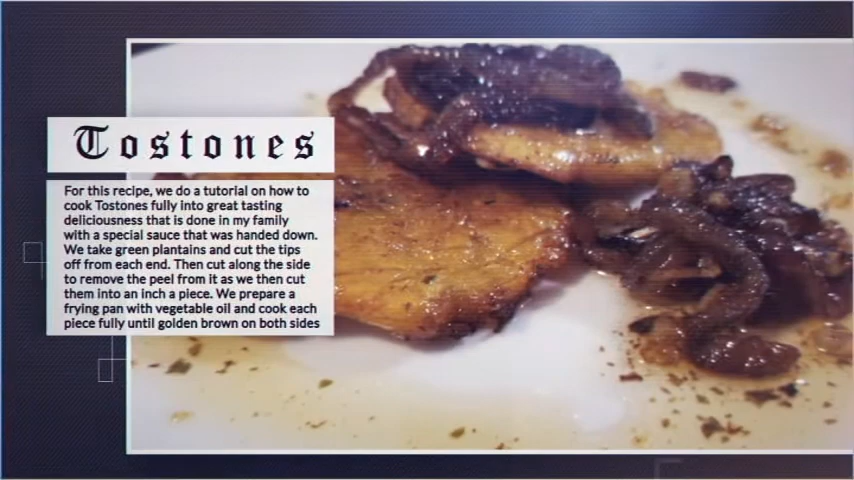 Tostones
For this recipe, we do a tutorial on how to
cook Tostones fully into great tasting
deliciousness that is done in my family
with a special sauce that was handed down.
We take green plantains and cut the tips
off from each end. Then cut along the side
to remove the peel from it as we then cut
them into an inch a piece. We prepare a
frying pan with vegetable oil and cook each
piece fully until golden brown on both sides